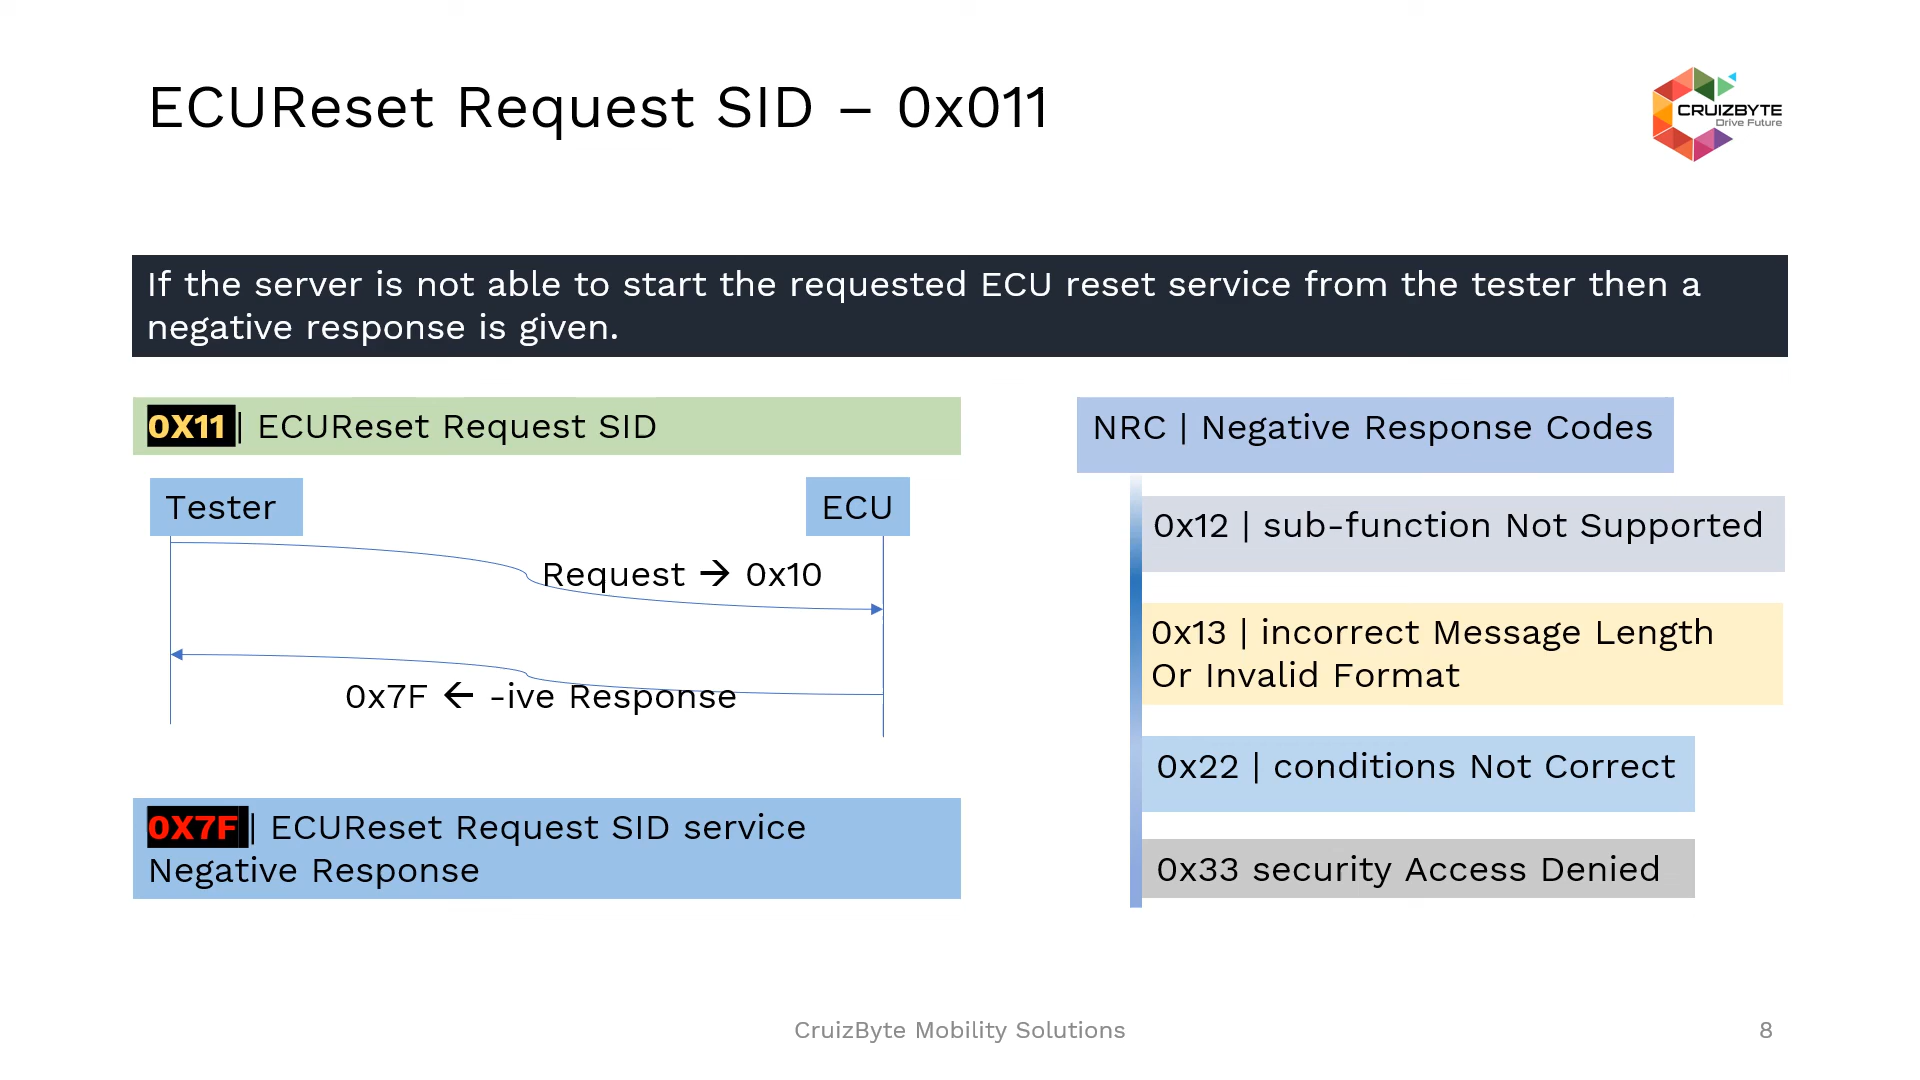 ECUReset Request SID – 0x011
CRUIZBYTE
Drive Future
If the server is not able to start the requested ECU reset service from the tester then a
negative response is given.
0X11 | ECUReset Request SID
Tester
ECU
Request → 0x10
0x7F ← -ive Response
0X7F | ECUReset Request SID service
Negative Response
NRC | Negative Response Codes
0x12 | sub-function Not Supported
0x13 | incorrect Message Length
Or Invalid Format
0x22 | conditions Not Correct
0x33 security Access Denied
CruizByte Mobility Solutions
8